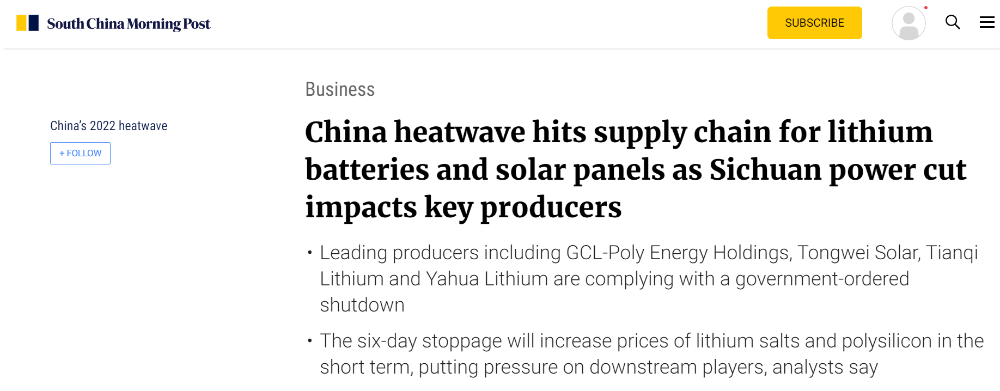 South China Morning Post
SUBSCRIBE
Business
China’s 2022 heatwave
+ FOLLOW
China heatwave hits supply chain for lithium
batteries and solar panels as Sichuan power cut
impacts key producers
• Leading producers including GCL-Poly Energy Holdings, Tongwei Solar, Tianqi
Lithium and Yahua Lithium are complying with a government-ordered
shutdown
• The six-day stoppage will increase prices of lithium salts and polysilicon in the
short term, putting pressure on downstream players, analysts say